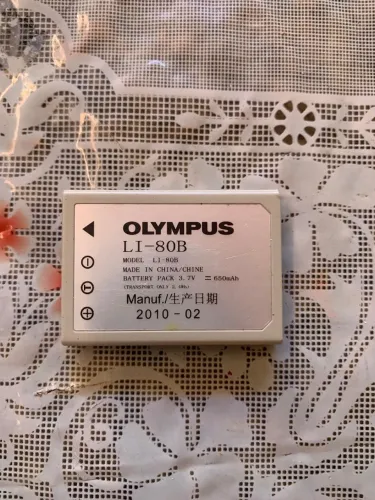 OLYMPUS
LI-80B
MODEL LI-80B
MADE IN CHINA/CHINE
BATTERY PACK 3.7V ⎓ 650mAh
Manuf./生产日期
2010-02